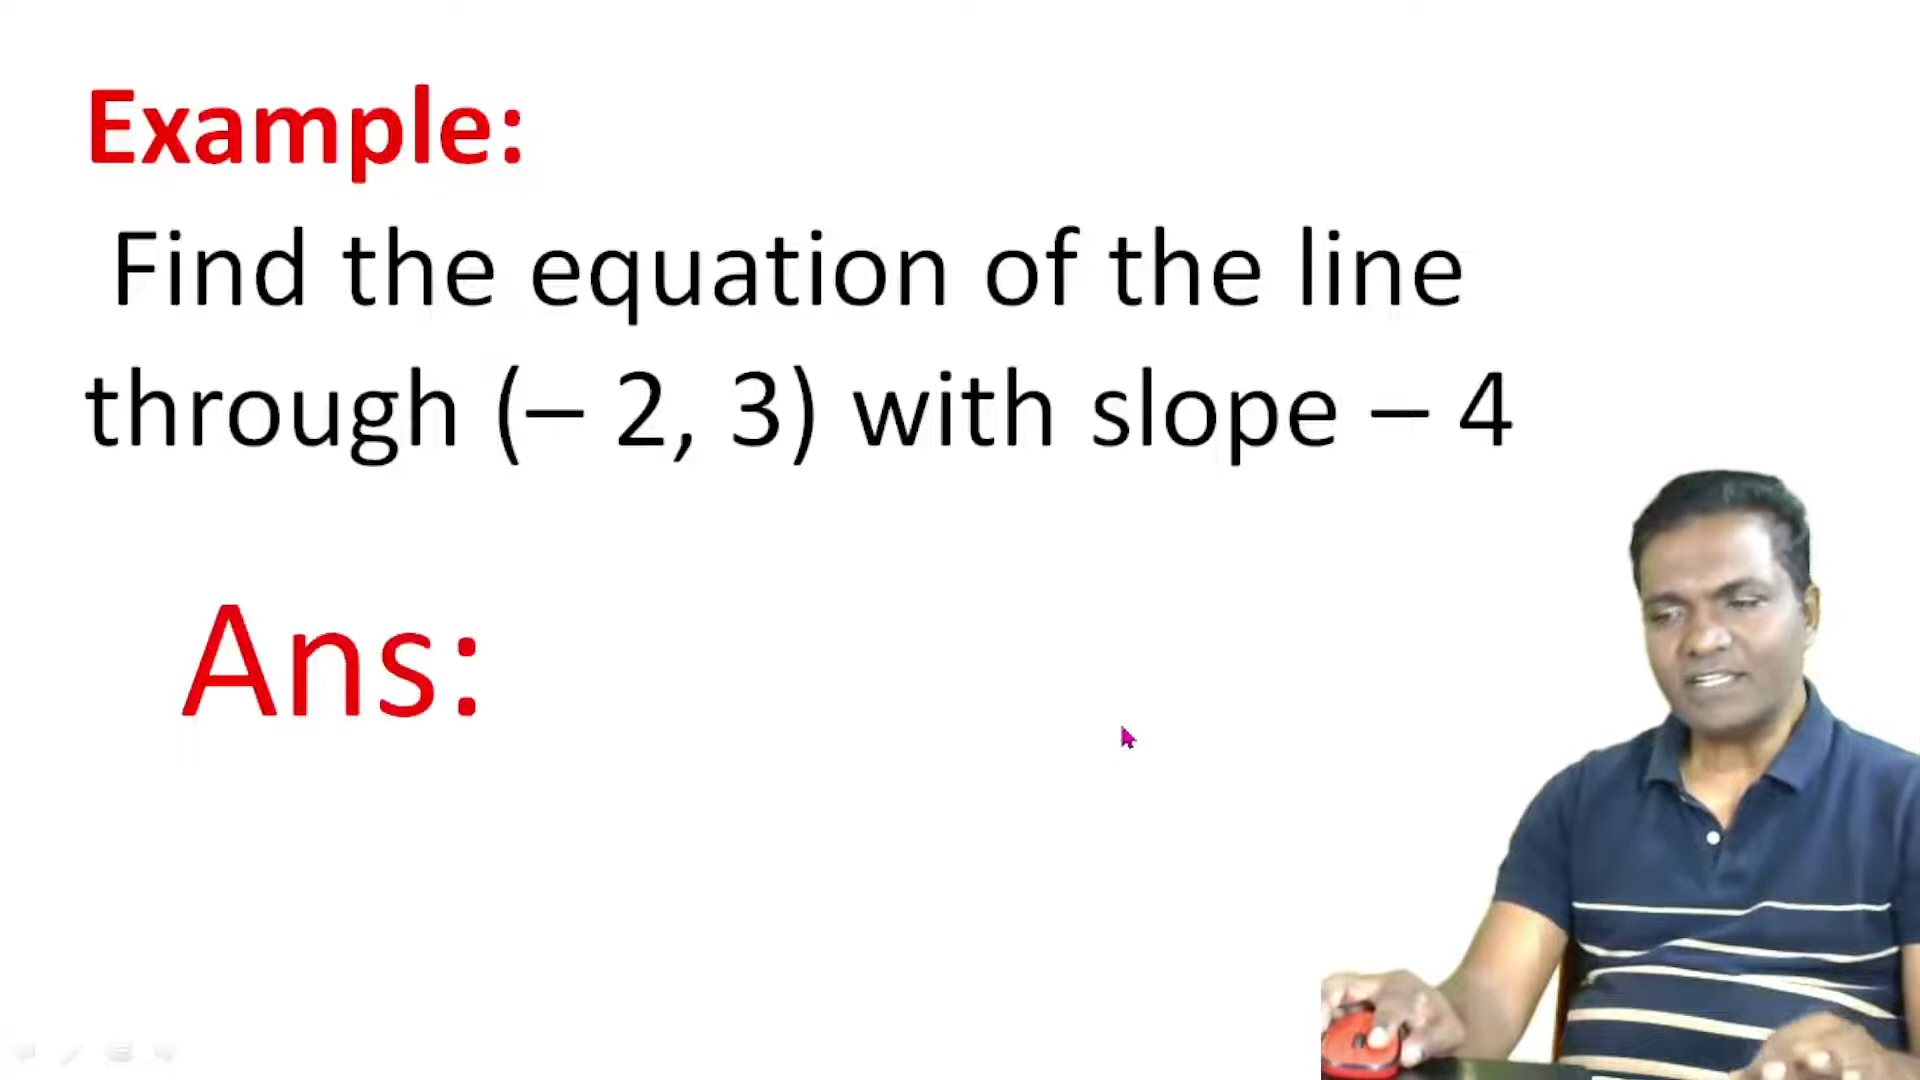 Example:
Find the equation of the line
through (– 2, 3) with slope – 4
Ans: